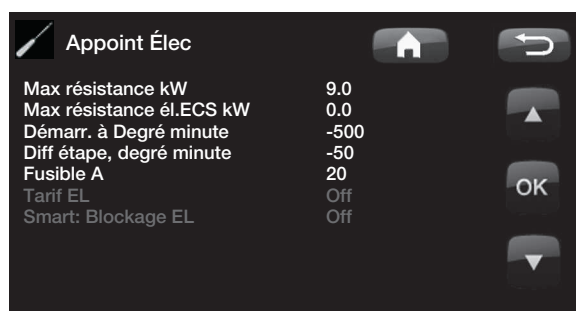 Appoint Élec
Max résistance kW 9.0
Max résistance él.ECS kW 0.0
Démarr. à Degré minute -500
Diff étape, degré minute -50
Fusible A 20
Tarif EL Off
Smart: Blockage EL Off
OK